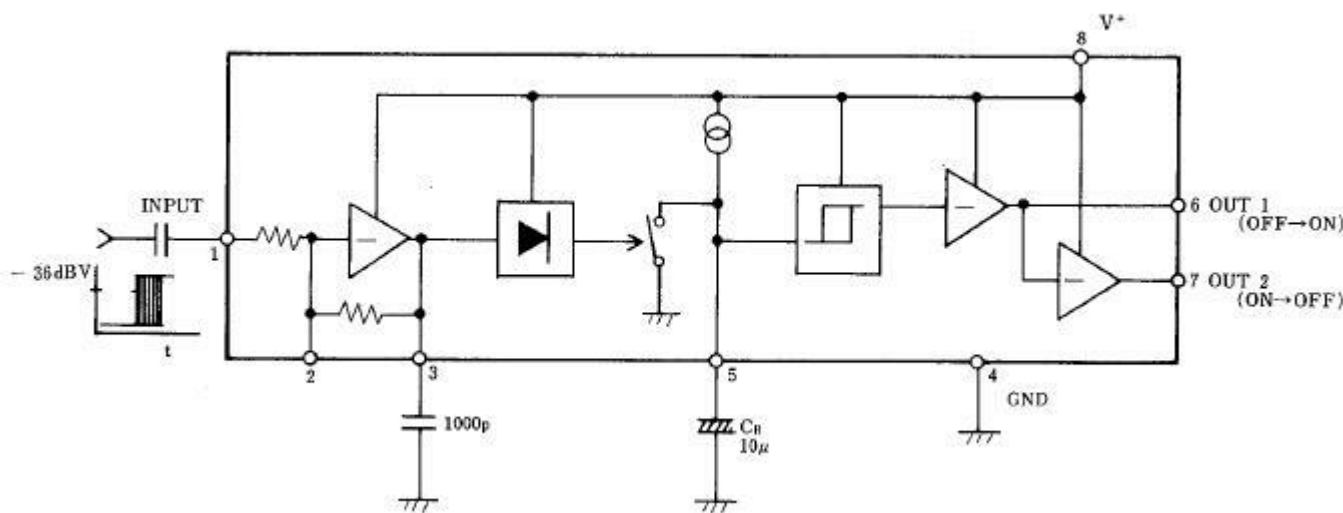 8 V⁺
INPUT
1
− 36dBV
t
2
3
1000p
5
C_R
10μ
4
GND
6 OUT 1
(OFF→ON)
7 OUT 2
(ON→OFF)